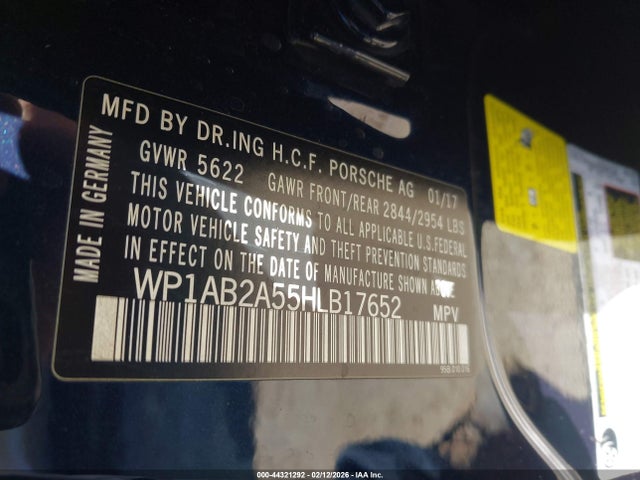 MFD BY DR.ING H.C.F. PORSCHE AG 01/17
GVWR 5622 GAWR FRONT/REAR 2844/2954 LBS
THIS VEHICLE CONFORMS TO ALL APPLICABLE U.S.FEDERAL
MOTOR VEHICLE SAFETY AND THEFT PREVENTION STANDARDS
IN EFFECT ON THE DATE OF MANUFACTURE SHOWN ABOVE
WP1AB2A55HLB17652 MPV
MADE IN GERMANY
000-44321292 - 02/12/2026 - IAA Inc.